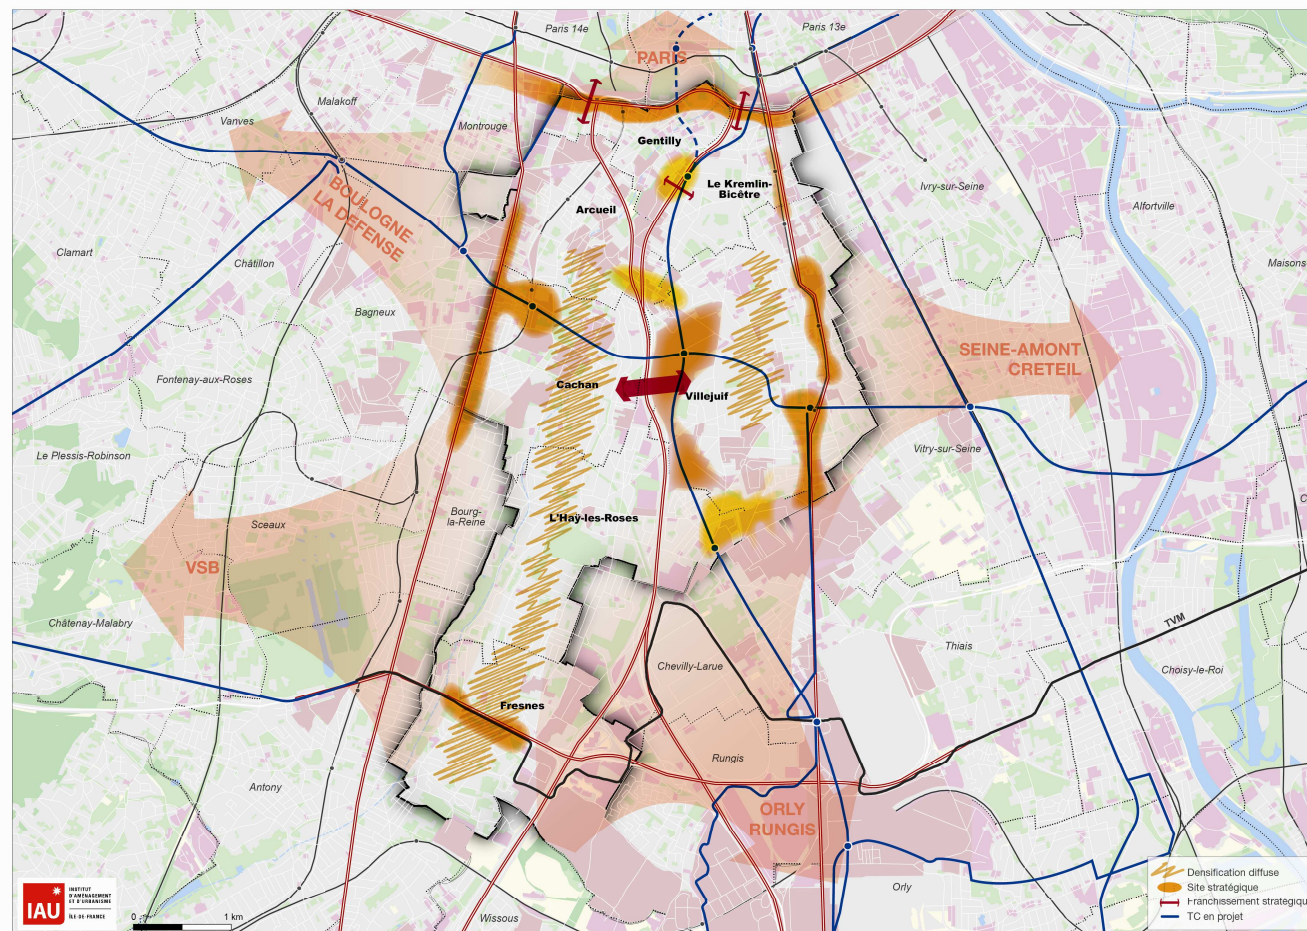 Paris 14e
Paris 13e
PARIS
Malakoff
Vanves
Montrouge
Gentilly
Le Kremlin-
Bicêtre
Ivry-sur-Seine
Arcueil
Alfortville
BOULOGNE
LA DÉFENSE
Clamart
Châtillon
Maisons
Bagneux
SEINE-AMONT
CRETEIL
Fontenay-aux-Roses
Cachan
Villejuif
Le Plessis-Robinson
Vitry-sur-Seine
Sceaux
Bourg-
la-Reine
L'Haÿ-les-Roses
VSB
Châtenay-Malabry
TVM
Thiais
Chevilly-Larue
Choisy-le-Roi
Fresnes
Rungis
Antony
ORLY
RUNGIS
Orly
Wissous
IAU
INSTITUT
D'AMÉNAGEMENT
ET D'URBANISME
ÎLE-DE-FRANCE
0
1 km
Densification diffuse
Site stratégique
Franchissement stratégiqu
TC en projet